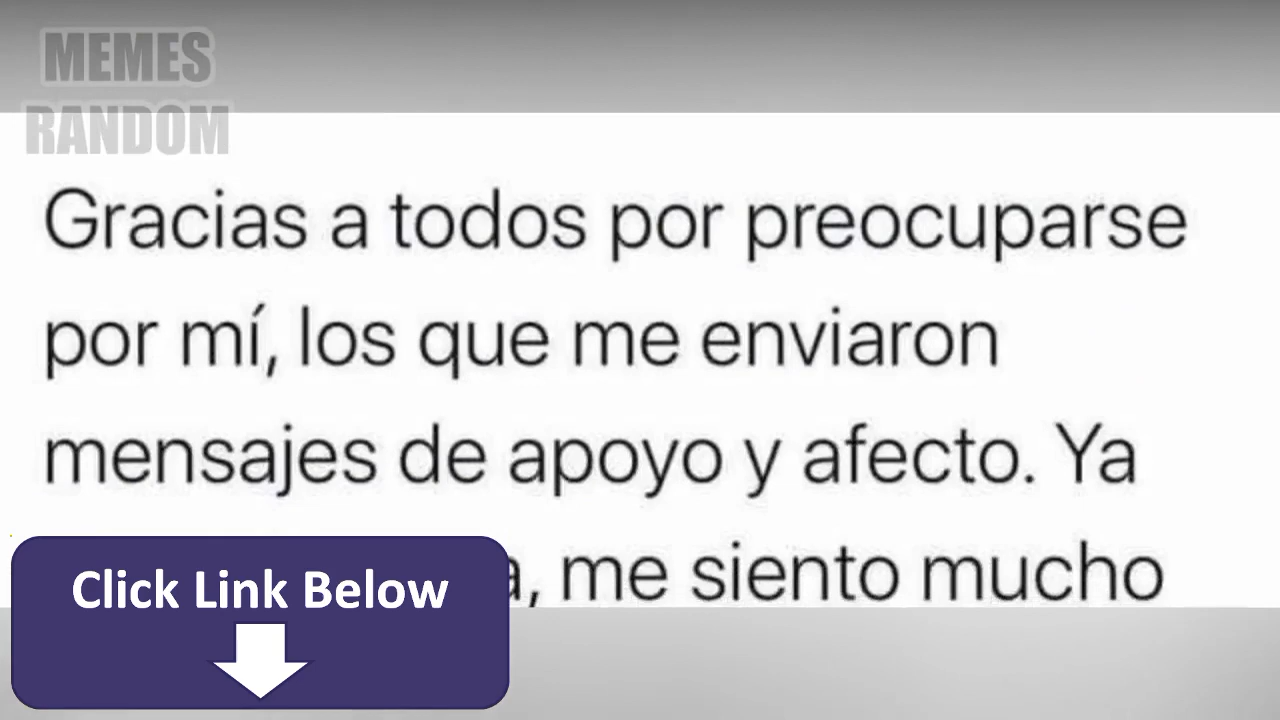 MEMES
RANDOM
Gracias a todos por preocuparse
por mí, los que me enviaron
mensajes de apoyo y afecto. Ya
a, me siento mucho
Click Link Below